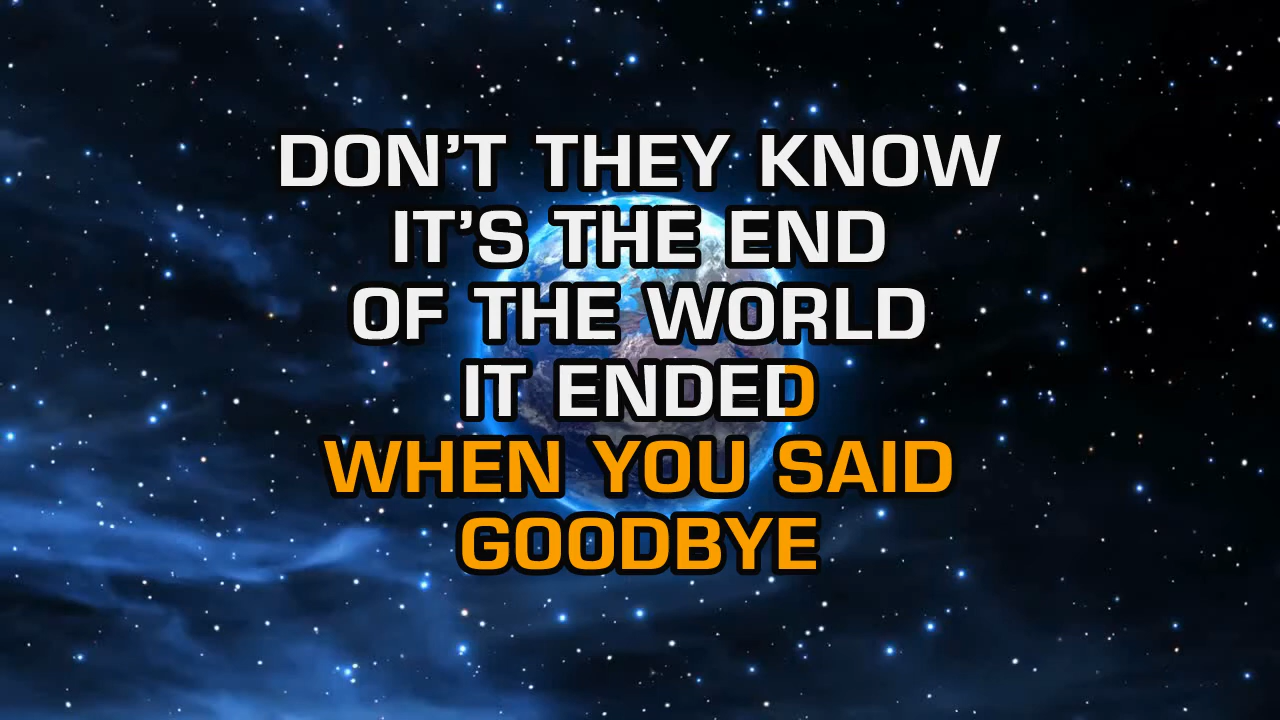 DON'T THEY KNOW
IT'S THE END
OF THE WORLD
IT ENDED
WHEN YOU SAID
GOODBYE